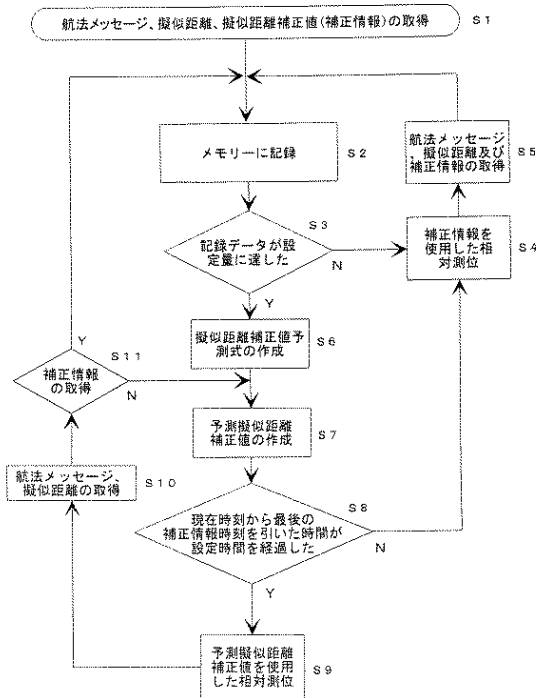 航法メッセージ、擬似距離、擬似距離補正値(補正情報)の取得
S1
メモリーに記録
S2
航法メッセージ
、擬似距離及び
補正情報の取得
S5
記録データが設
定量に達した
S3
N
Y
補正情報を
使用した相
対測位
S4
擬似距離補正値予
測式の作成
S6
補正情報
の取得
S11
Y
N
予測擬似距離
補正値の作成
S7
航法メッセージ、
擬似距離の取得
S10
現在時刻から最後の
補正情報時刻を引いた時間が
設定時間を経過した
S8
N
Y
予測擬似距離
補正値を使用
した相対測位
S9